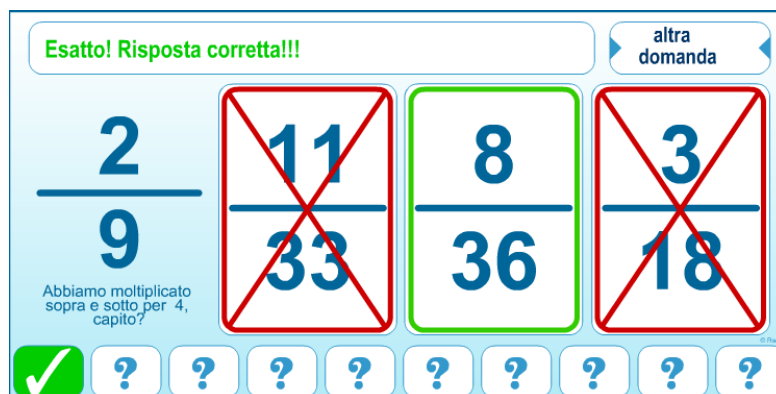 Esatto! Risposta corretta!!!
altra
domanda
2
9
11
33
8
36
3
18
Abbiamo moltiplicato
sopra e sotto per 4,
capito?
? ? ? ? ? ? ? ? ?